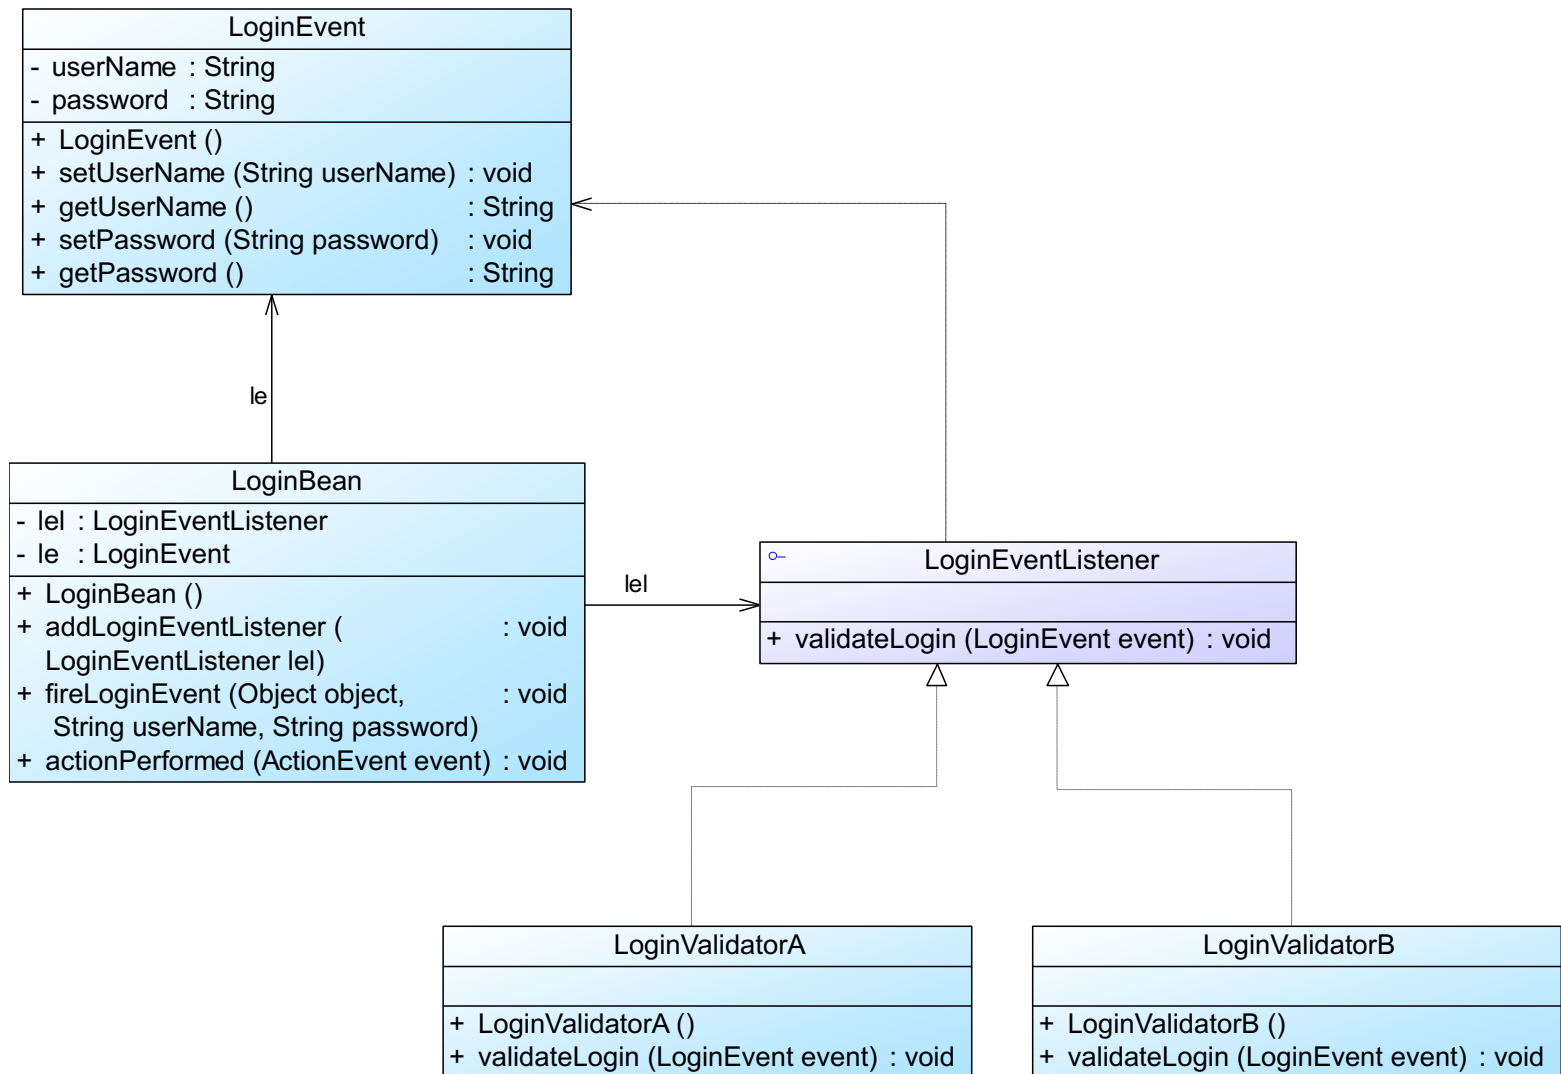 LoginEvent
- userName : String
- password : String
+ LoginEvent ()
+ setUserName (String userName) : void
+ getUserName () : String
+ setPassword (String password) : void
+ getPassword () : String
le
LoginBean
- lel : LoginEventListener
- le : LoginEvent
+ LoginBean ()
+ addLoginEventListener ( : void
LoginEventListener lel)
+ fireLoginEvent (Object object, : void
String userName, String password)
+ actionPerformed (ActionEvent event) : void
lel
LoginEventListener
+ validateLogin (LoginEvent event) : void
LoginValidatorA
+ LoginValidatorA ()
+ validateLogin (LoginEvent event) : void
LoginValidatorB
+ LoginValidatorB ()
+ validateLogin (LoginEvent event) : void